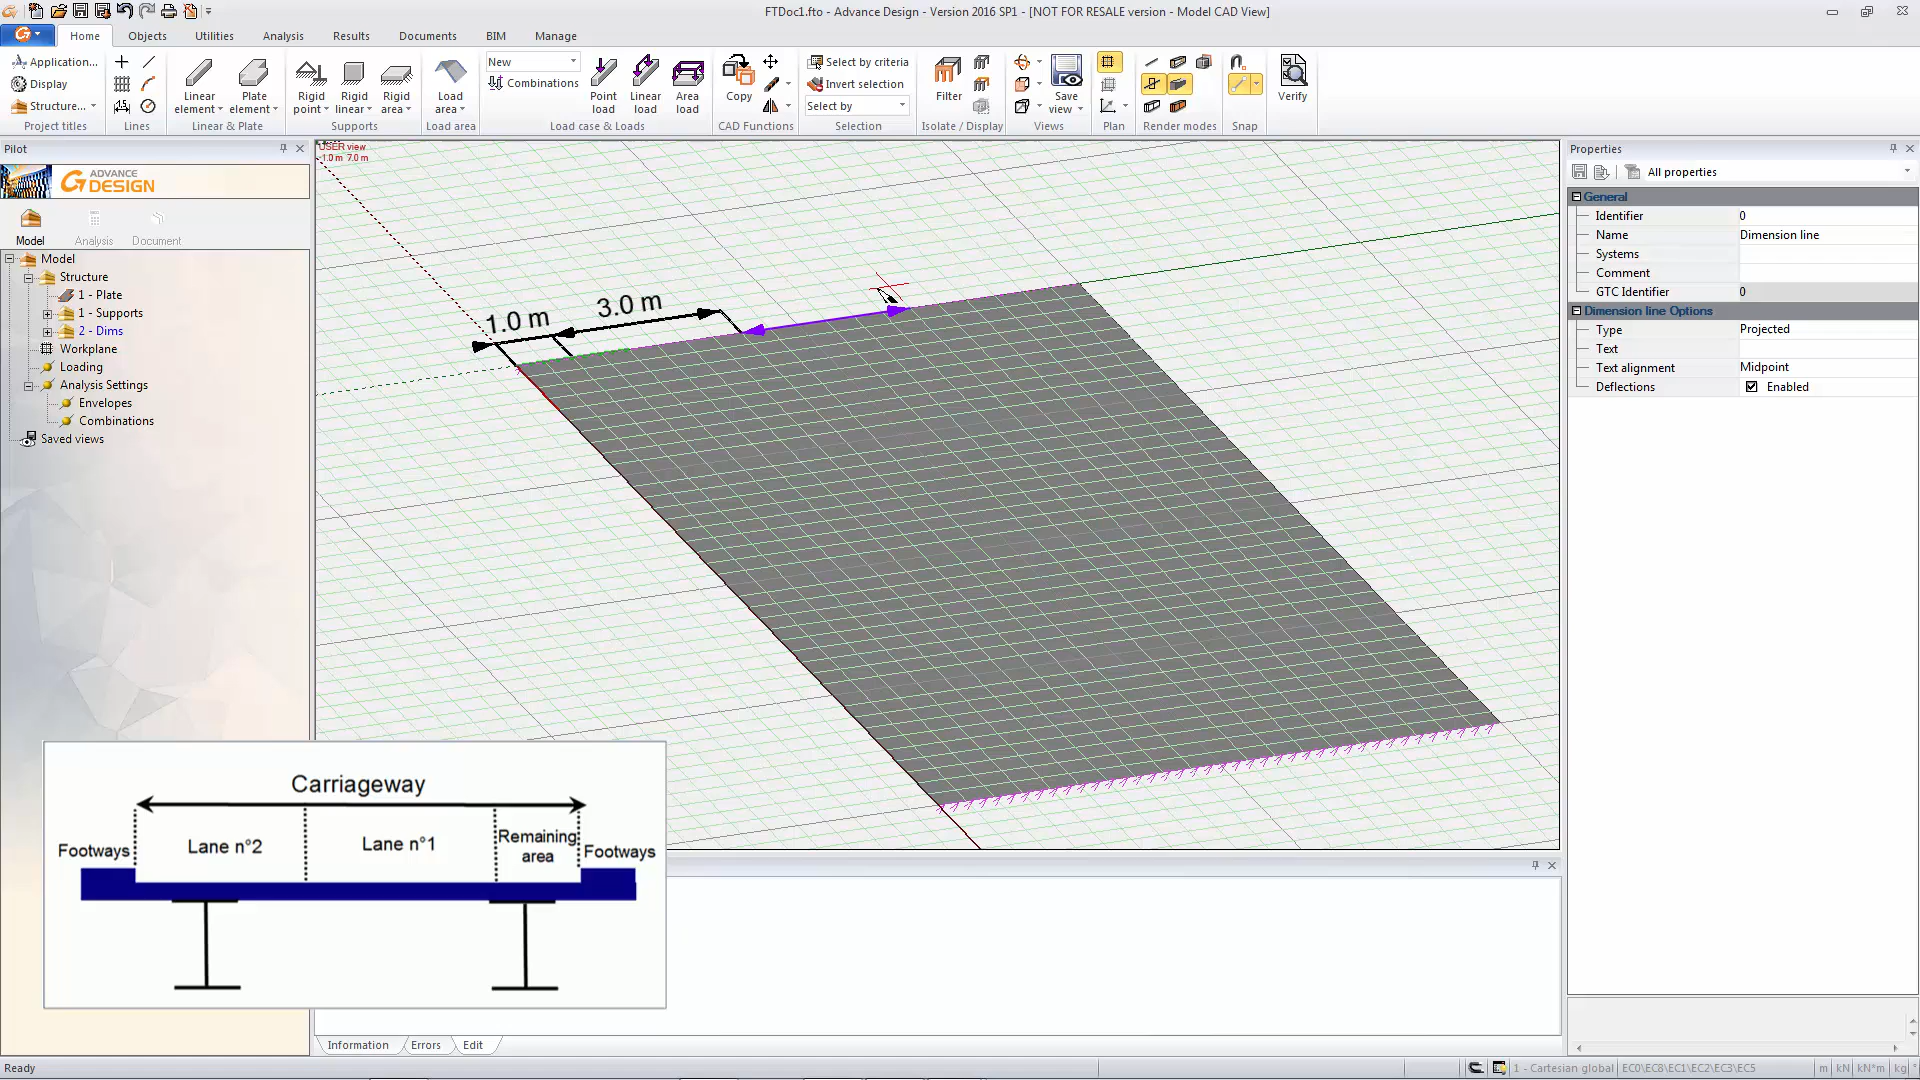 FTDoc1.fto - Advance Design - Version 2016 SP1 - [NOT FOR RESALE version - Model CAD View]
Home Objects Utilities Analysis Results Documents BIM Manage
Application...
Display
Structure...
Project titles
Lines
Linear element
Plate element
Linear & Plate
Rigid point
Rigid linear
Rigid area
Supports
Load area
Load area
New
Combinations
Point load
Linear load
Area load
Load case & Loads
Copy
CAD Functions
Select by criteria
Invert selection
Select by
Selection
Filter
Isolate / Display
Save view
Views
Plan
Render modes
Snap
Verify
Pilot
ADVANCE
DESIGN
Model Analysis Document
Model
Structure
1 - Plate
1 - Supports
2 - Dims
Workplane
Loading
Analysis Settings
Envelopes
Combinations
Saved views
USER view
-1.0 m 7.0 m
1.0 m
3.0 m
Carriageway
Footways
Lane n°2
Lane n°1
Remaining area
Footways
Properties
All properties
General
Identifier 0
Name Dimension line
Systems
Comment
GTC Identifier 0
Dimension line Options
Type Projected
Text
Text alignment Midpoint
Deflections Enabled
Information Errors Edit
Ready
1 - Cartesian global EC0\EC8\EC1\EC2\EC3\EC5 m kN kN*m kg